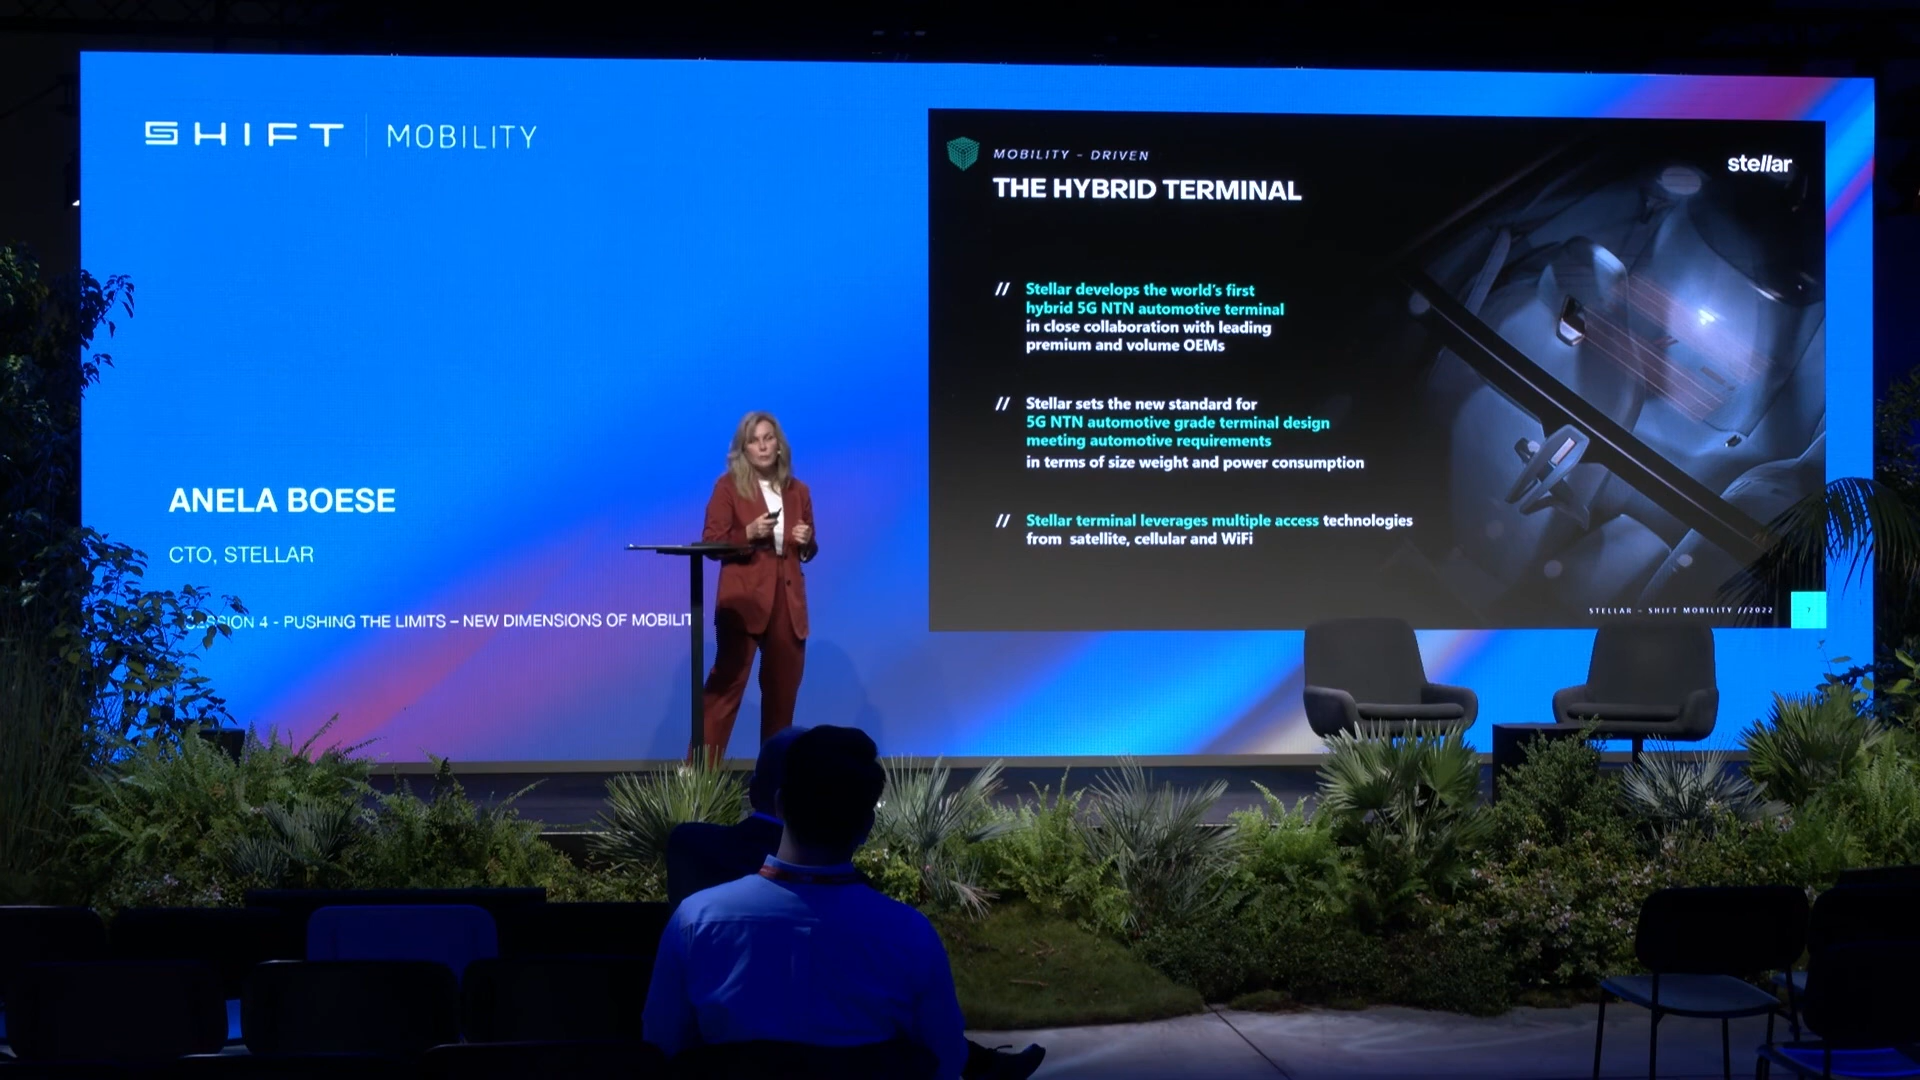 SHIFT | MOBILITY
ANELA BOESE
CTO, STELLAR
SESSION 4 - PUSHING THE LIMITS – NEW DIMENSIONS OF MOBILIT
MOBILITY - DRIVEN
THE HYBRID TERMINAL
stellar
// Stellar develops the world's first
hybrid 5G NTN automotive terminal
in close collaboration with leading
premium and volume OEMs
// Stellar sets the new standard for
5G NTN automotive grade terminal design
meeting automotive requirements
in terms of size weight and power consumption
// Stellar terminal leverages multiple access technologies
from satellite, cellular and WiFi
STELLAR - SHIFT MOBILITY //2022
7